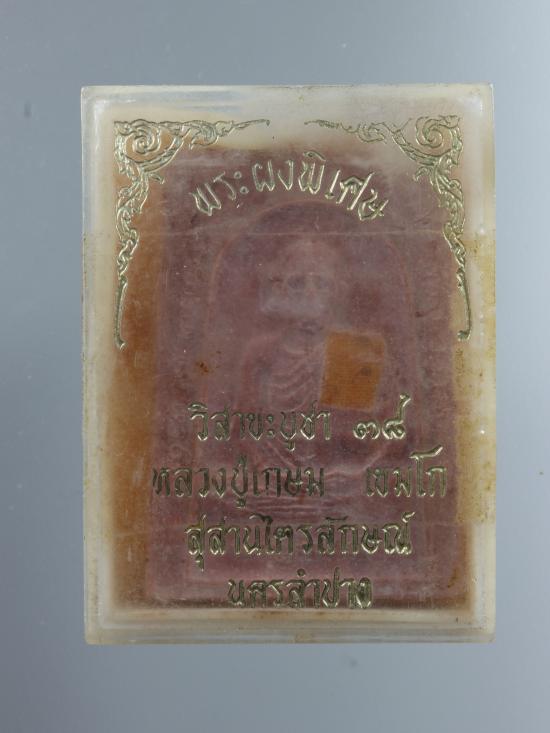 พระผงพิเศษ
วิสาขะบูชา ๓๘
หลวงปู่เกษม เขมโก
สุสานไตรลักษณ์
นครลำปาง